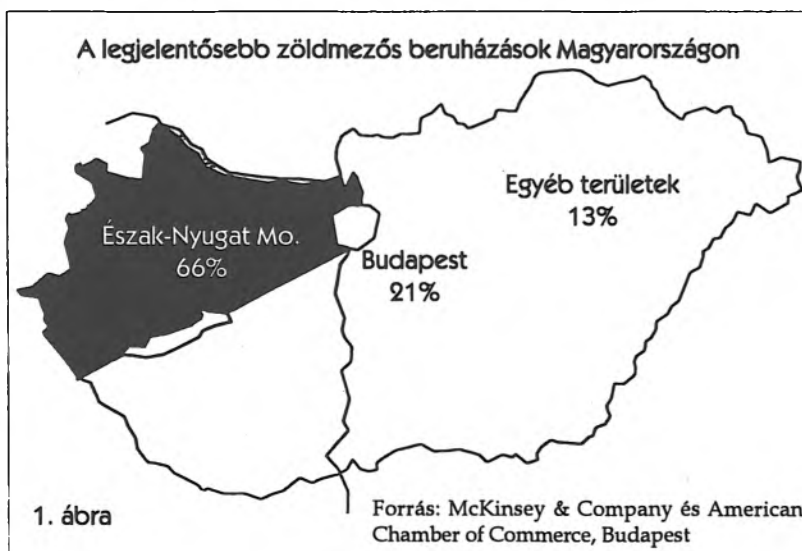 A legjelentősebb zöldmezős beruházások Magyarországon
Egyéb területek
13%
Észak-Nyugat Mo.
66%
Budapest
21%
1. ábra
Forrás: McKinsey & Company és American
Chamber of Commerce, Budapest